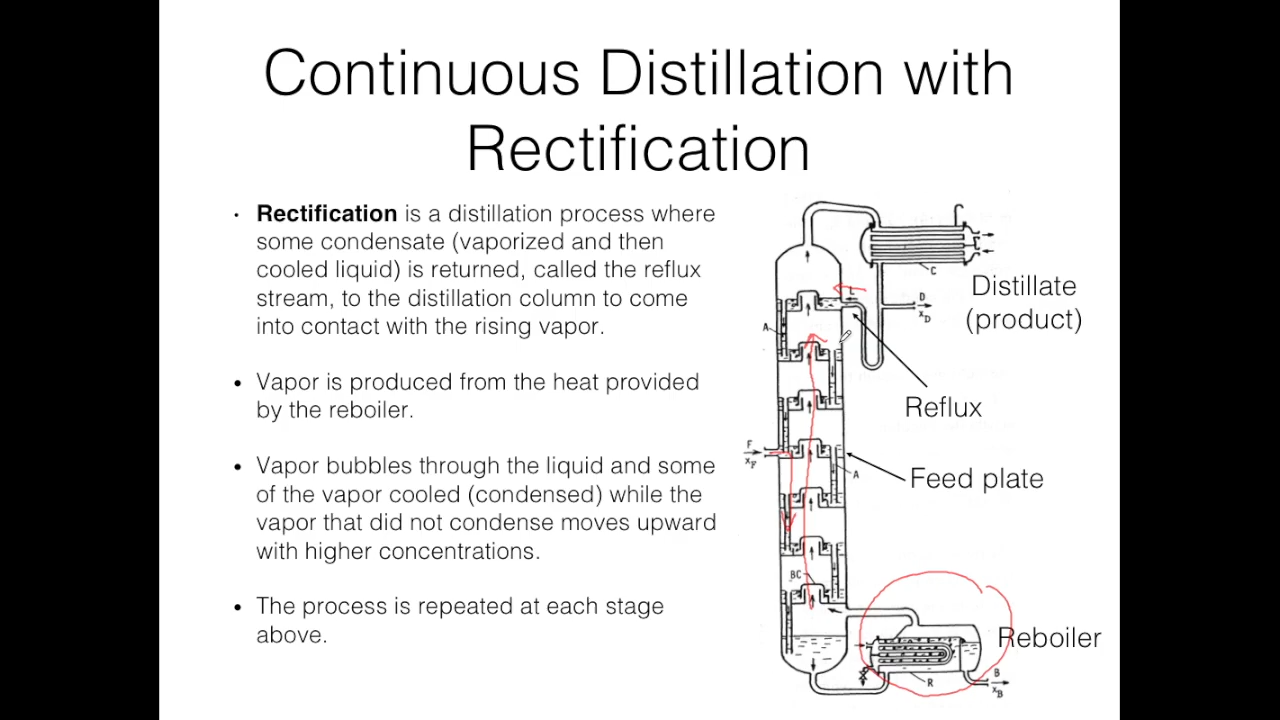 Continuous Distillation with
Rectification
• Rectification is a distillation process where
some condensate (vaporized and then
cooled liquid) is returned, called the reflux
stream, to the distillation column to come
into contact with the rising vapor.
• Vapor is produced from the heat provided
by the reboiler.
• Vapor bubbles through the liquid and some
of the vapor cooled (condensed) while the
vapor that did not condense moves upward
with higher concentrations.
• The process is repeated at each stage
above.
C
Distillate
(product)
L
D
xD
A
Reflux
F
xF
A
Feed plate
BC
Reboiler
R
B
xB